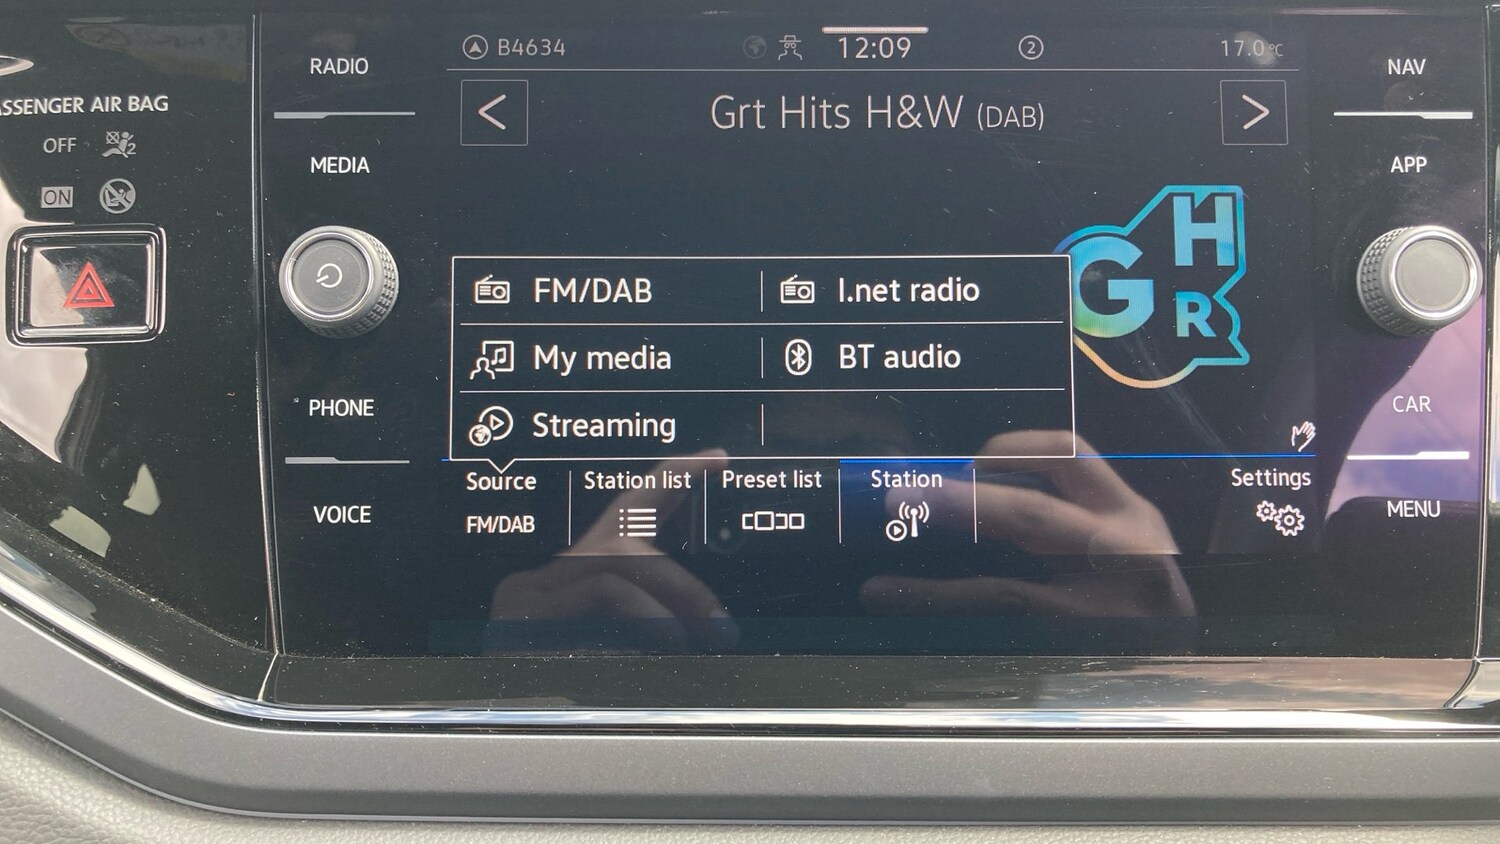 RADIO
MEDIA
PHONE
VOICE
ASSENGER AIR BAG
OFF
2
ON
B4634
12:09
2
17.0°C
Grt Hits H&W (DAB)
GHR
FM/DAB
I.net radio
My media
BT audio
Streaming
Source
Station list
Preset list
Station
Settings
FM/DAB
NAV
APP
CAR
MENU